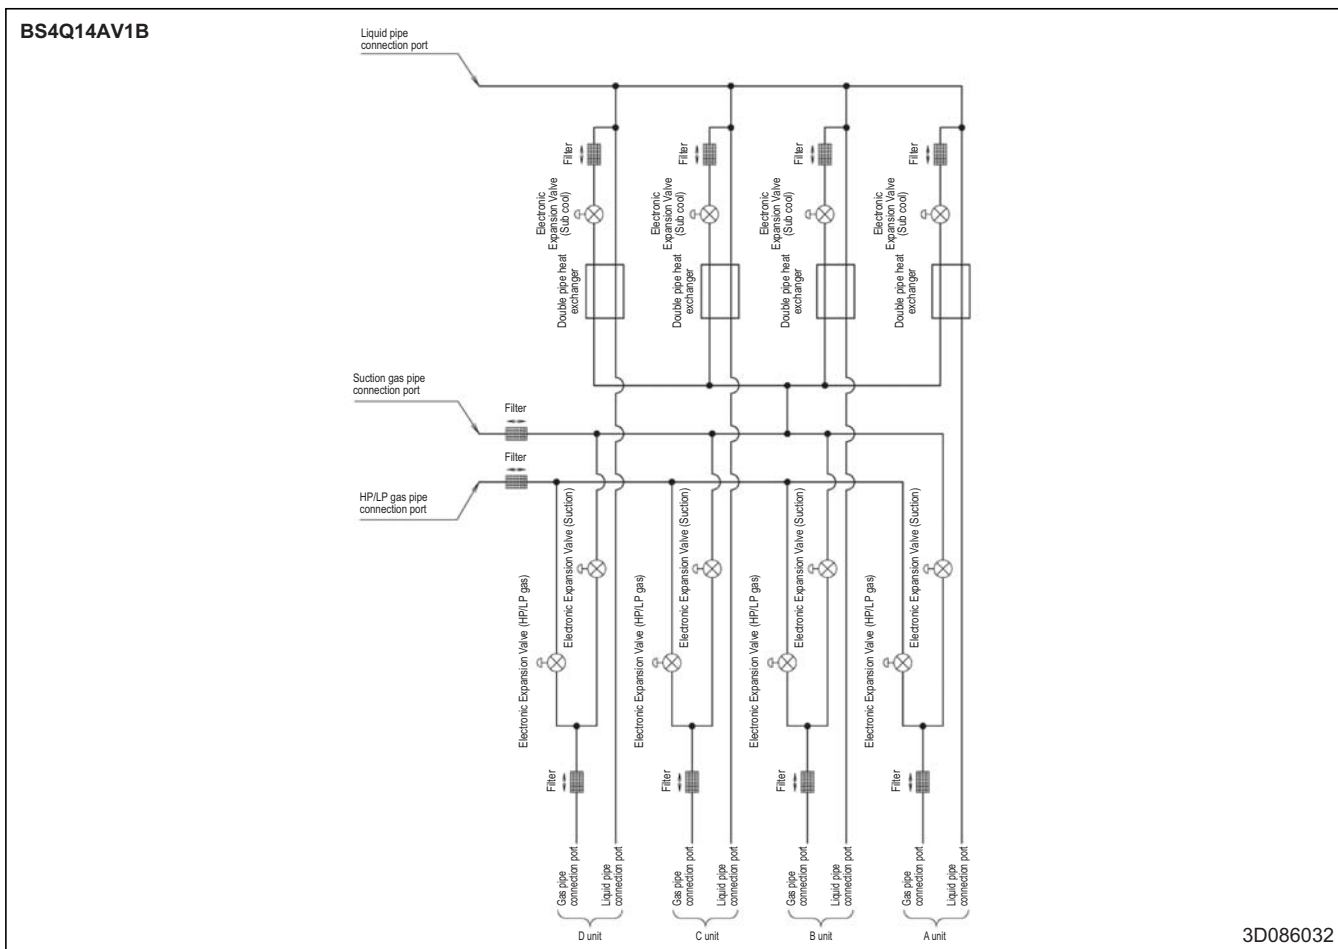 BS4Q14AV1B
Liquid pipe
connection port
Filter
Filter
Filter
Filter
Electronic
Expansion Valve
(Sub cool)
Electronic
Expansion Valve
(Sub cool)
Electronic
Expansion Valve
(Sub cool)
Electronic
Expansion Valve
(Sub cool)
Double pipe heat
exchanger
Double pipe heat
exchanger
Double pipe heat
exchanger
Double pipe heat
exchanger
Suction gas pipe
connection port
Filter
Filter
HP/LP gas pipe
connection port
Electronic Expansion Valve (HP/LP gas)
Electronic Expansion Valve (Suction)
Electronic Expansion Valve (HP/LP gas)
Electronic Expansion Valve (Suction)
Electronic Expansion Valve (HP/LP gas)
Electronic Expansion Valve (Suction)
Electronic Expansion Valve (HP/LP gas)
Electronic Expansion Valve (Suction)
Filter
Filter
Filter
Filter
Gas pipe
connection port
Liquid pipe
connection port
Gas pipe
connection port
Liquid pipe
connection port
Gas pipe
connection port
Liquid pipe
connection port
Gas pipe
connection port
Liquid pipe
connection port
D unit
C unit
B unit
A unit
3D086032